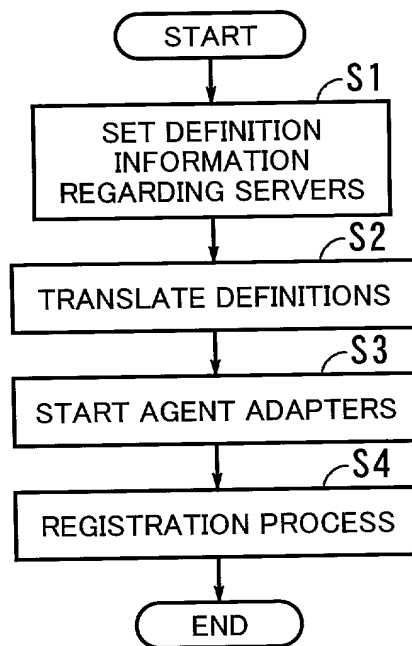 START
S1
SET DEFINITION
INFORMATION
REGARDING SERVERS
S2
TRANSLATE DEFINITIONS
S3
START AGENT ADAPTERS
S4
REGISTRATION PROCESS
END